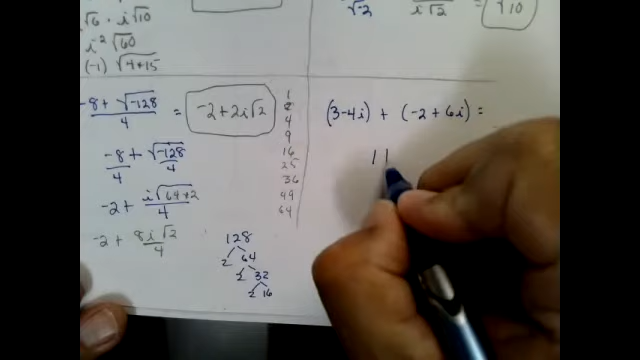 √6 · i√10
i² √60
(-1) √4+15
√-2
i√2 = √10
-8 + √-128 / 4 = -2 + 2i√2
-8/4 + √-128/4
-2 + i√64+2 / 4
-2 + 8i√2 / 4
1
4
9
16
25
36
49
64
128
2 64
2 32
2 16
(3-4i) + (-2+6i) =
11